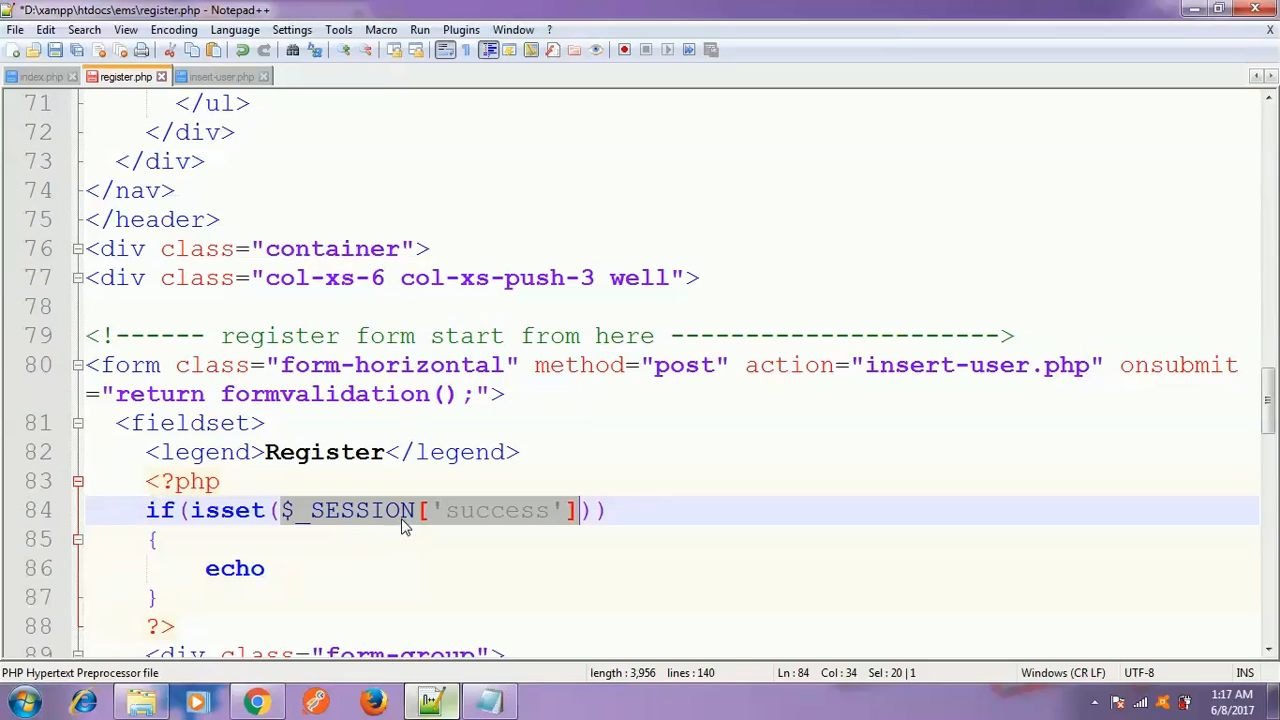 *D:\xampp\htdocs\ems\register.php - Notepad++
File Edit Search View Encoding Language Settings Tools Macro Run Plugins Window ? X
index.php register.php insert-user.php
71 </ul>
72 </div>
73 </div>
74 </nav>
75 </header>
76 <div class="container">
77 <div class="col-xs-6 col-xs-push-3 well">
78
79 <!------ register form start from here ---------------------->
80 <form class="form-horizontal" method="post" action="insert-user.php" onsubmit
="return formvalidation();">
81 <fieldset>
82 <legend>Register</legend>
83 <?php
84 if(isset($_SESSION['success']))
85 {
86 echo
87 }
88 ?>
89 <div class="form-group">
PHP Hypertext Preprocessor file length : 3,956 lines : 140 Ln : 84 Col : 34 Sel : 20 | 1 Windows (CR LF) UTF-8 INS
1:17 AM
6/8/2017